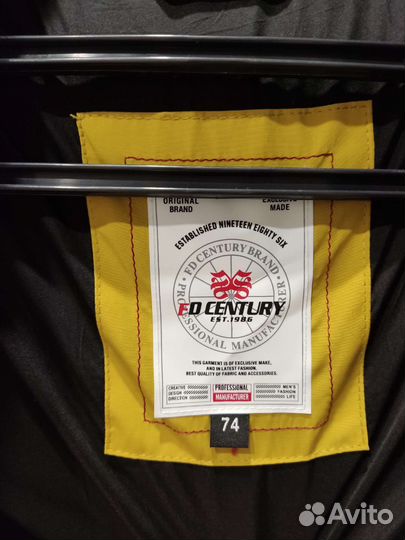 ORIGINAL
BRAND
EXCLUSIVE
MADE
ESTABLISHED NINETEEN EIGHTY SIX
FD CENTURY BRAND
PROFESSIONAL MANUFACTURER
FD CENTURY
EST.1986
THIS GARMENT IS OF EXCLUSIVE MAKE,
AND IN LATEST FASHION.
BEST QUALITY OF FABRIC AND ACCESSORIES.
CREATIVE
DESIGN
DIRECTION
PROFESSIONAL
MANUFACTURER
MEN'S
FASHION
LIFE
74
Avito